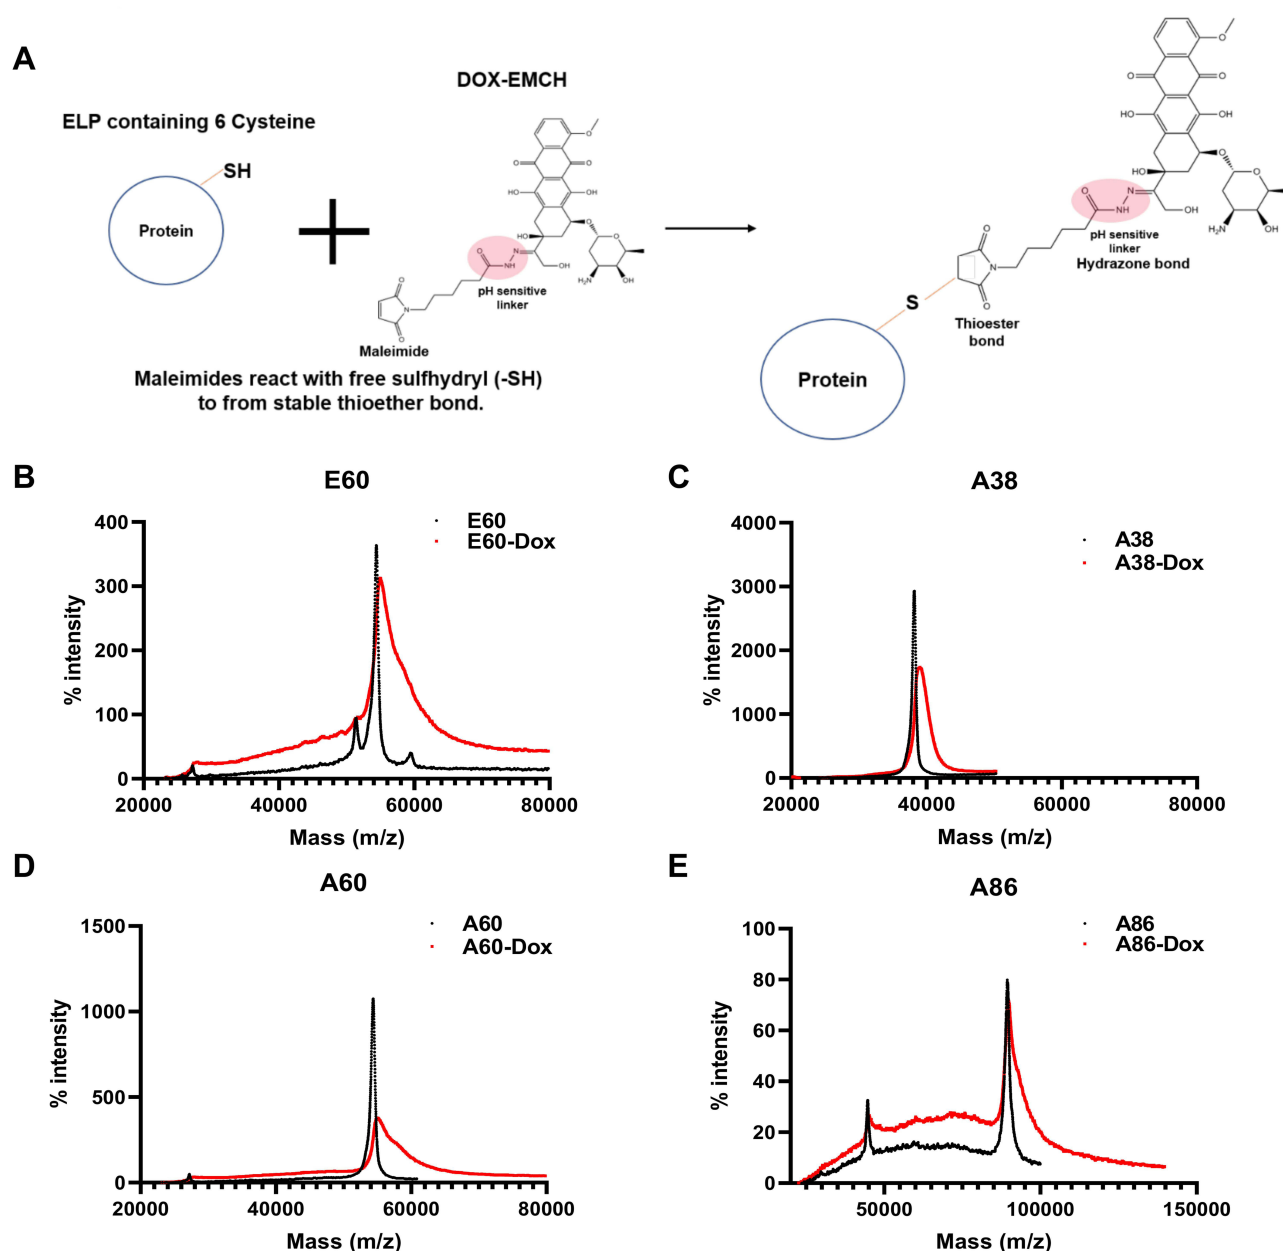 A
DOX-EMCH
ELP containing 6 Cysteine
SH
Protein
O
O
O
HO
OH
HO
O
O
N
NH
OH
O
H₂N
OH
pH sensitive
linker
O
N
O
Maleimide
Maleimides react with free sulfhydryl (-SH)
to from stable thioether bond.
O
O
O
HO
OH
HO
O
O
N
NH
OH
O
H₂N
OH
pH sensitive
linker
Hydrazone bond
O
N
O
S
Thioester
bond
Protein
B
E60
E60
E60-Dox
400
300
200
100
0
% intensity
20000 40000 60000 80000
Mass (m/z)
C
A38
A38
A38-Dox
4000
3000
2000
1000
0
% intensity
20000 40000 60000 80000
Mass (m/z)
D
A60
A60
A60-Dox
1500
1000
500
0
% intensity
20000 40000 60000 80000
Mass (m/z)
E
A86
A86
A86-Dox
100
80
60
40
20
0
% intensity
50000 100000 150000
Mass (m/z)